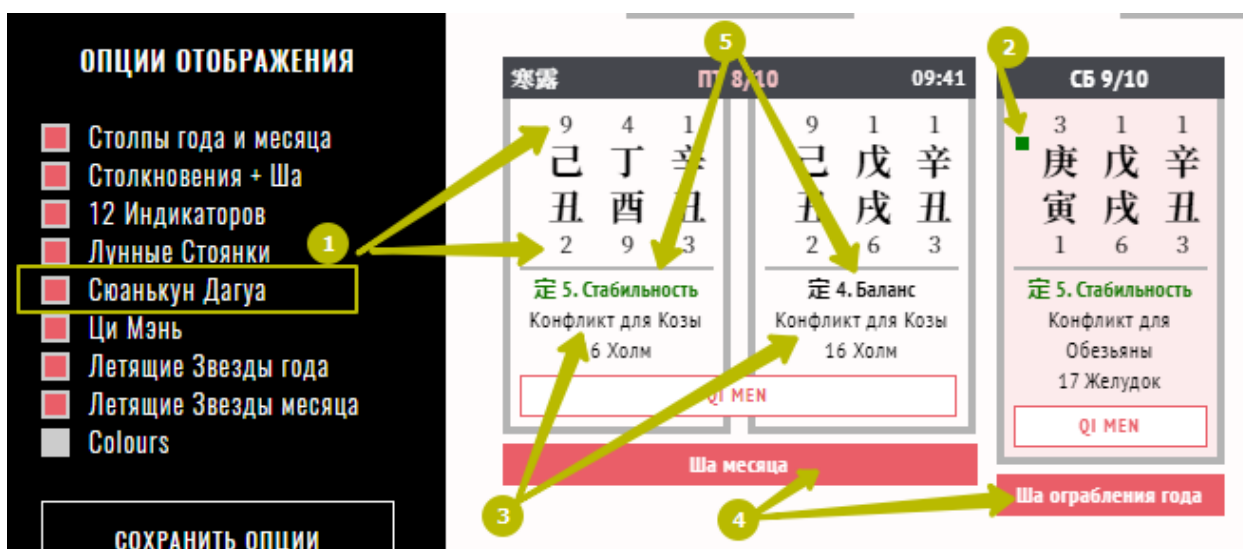 ОПЦИИ ОТОБРАЖЕНИЯ
Столпы года и месяца
Столкновения + Ша
12 Индикаторов
Лунные Стоянки
Сюанькун Дагуа
Ци Мэнь
Летящие Звезды года
Летящие Звезды месяца
Colours
СОХРАНИТЬ ОПЦИИ
1
5
2
3
4
寒露 ПТ 8/10 09:41
9 4 1
己 丁 辛
丑 酉 丑
2 9 3
定 5. Стабильность
Конфликт для Козы
16 Холм
9 1 1
己 戊 辛
丑 戌 丑
2 6 3
定 4. Баланс
Конфликт для Козы
16 Холм
QI MEN
Ша месяца
СБ 9/10
3 1 1
庚 戊 辛
寅 戌 丑
1 6 3
定 5. Стабильность
Конфликт для
Обезьяны
17 Желудок
QI MEN
Ша ограбления года